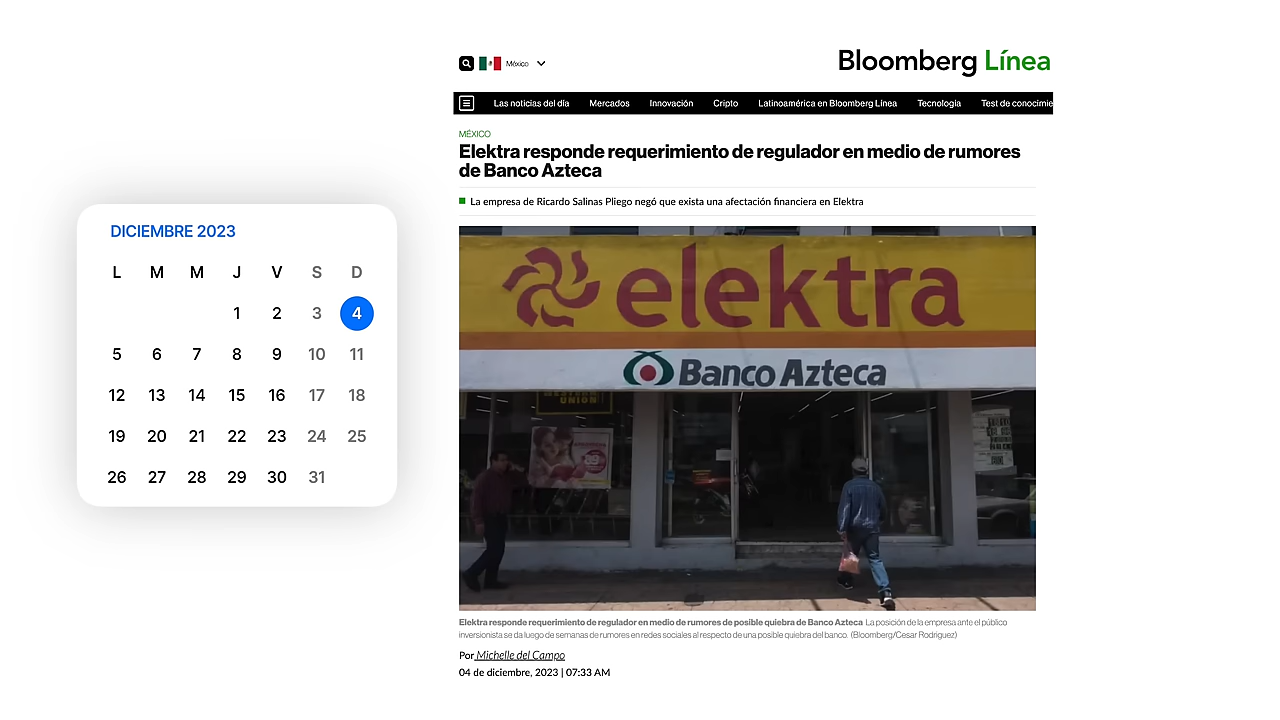 México
Bloomberg Línea
Las noticias del día Mercados Innovación Cripto Latinoamérica en Bloomberg Línea Tecnología Test de conocimie
MÉXICO
Elektra responde requerimiento de regulador en medio de rumores
de Banco Azteca
La empresa de Ricardo Salinas Pliego negó que exista una afectación financiera en Elektra
DICIEMBRE 2023
L M M J V S D
1 2 3 4
5 6 7 8 9 10 11
12 13 14 15 16 17 18
19 20 21 22 23 24 25
26 27 28 29 30 31
elektra
Banco Azteca
WESTERN
UNION
Elektra responde requerimiento de regulador en medio de rumores de posible quiebra de Banco Azteca La posición de la empresa ante el público
inversionista se da luego de semanas de rumores en redes sociales al respecto de una posible quiebra del banco. (Bloomberg/Cesar Rodriguez)
Por Michelle del Campo
04 de diciembre, 2023 | 07:33 AM